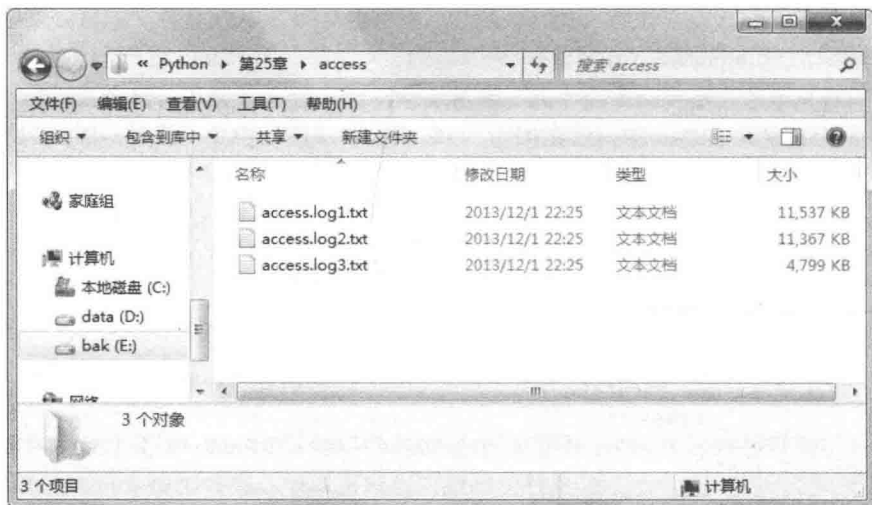 « Python ▸ 第25章 ▸ access
搜索 access
文件(F) 编辑(E) 查看(V) 工具(T) 帮助(H)
组织 包含到库中 共享 新建文件夹
名称 修改日期 类型 大小
家庭组
计算机
本地磁盘 (C:)
data (D:)
bak (E:)
网络
access.log1.txt 2013/12/1 22:25 文本文档 11,537 KB
access.log2.txt 2013/12/1 22:25 文本文档 11,367 KB
access.log3.txt 2013/12/1 22:25 文本文档 4,799 KB
3 个对象
3 个项目 计算机